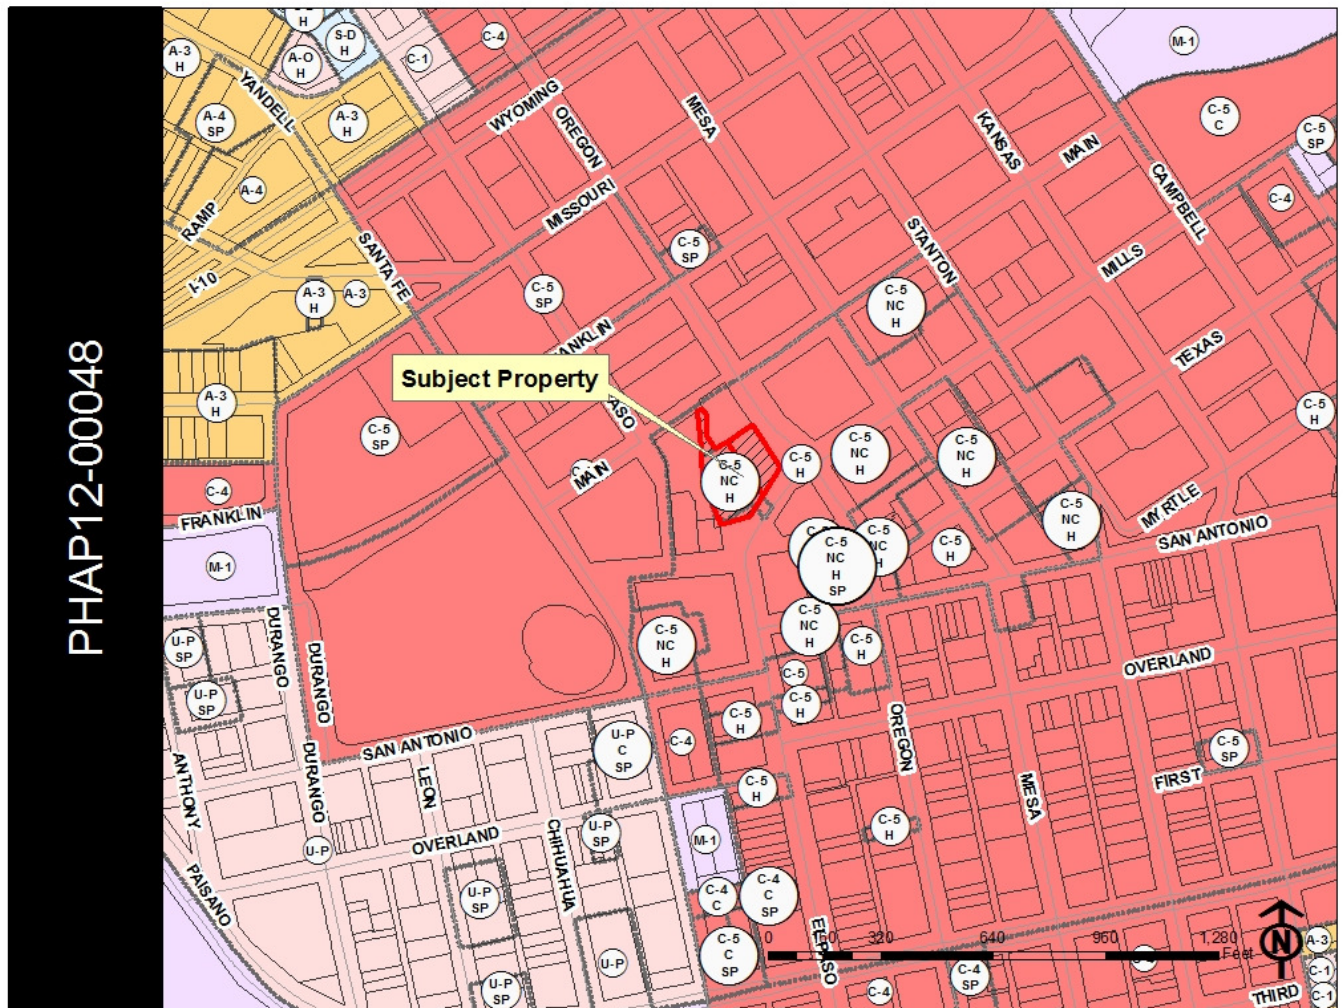 PHAP12-00048
H
S-D
H
C-4
A-3
H
A-O
H
C-1
M-1
YANDELL
WYOMING
OREGON
MESA
KANSAS
MAIN
C-5
C
C-5
SP
A-4
SP
A-3
H
A-4
RAMP
MISSOURI
CAMPBELL
C-4
SANTA FE
C-5
SP
STANTON
MILLS
I-10
A-3
H
A-3
C-5
SP
C-5
NC
H
TEXAS
Subject Property
A-3
H
C-5
SP
C-5
H
MAIN
C-5
NC
H
C-5
H
C-5
NC
H
C-5
NC
H
C-4
FRANKLIN
MYRTLE
SAN ANTONIO
C-5
NC
H
M-1
C-5
NC
H
SP
C-5
NC
H
C-5
H
DURANGO
DURANGO
U-P
SP
C-5
NC
H
C-5
NC
H
C-5
H
OVERLAND
U-P
SP
C-5
C-5
H
C-5
H
OREGON
SAN ANTONIO
U-P
C
SP
C-4
C-5
SP
ANTHONY
DURANGO
LEON
C-5
H
MESA
FIRST
OVERLAND
CHIHUAHUA
U-P
SP
M-1
C-5
H
U-P
PAISANO
U-P
SP
C-4
C
C-4
C
SP
EL PASO
U-P
C-5
C
SP
0
320
640
960
1,280
Feet
N
A-3
U-P
SP
C-4
C-4
SP
C-1
THIRD